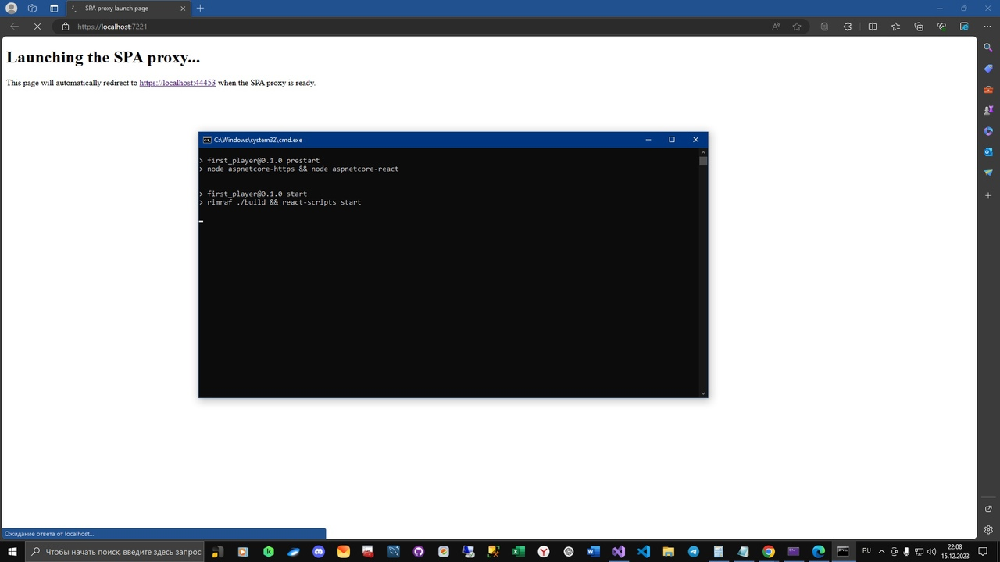 SPA proxy launch page
https://localhost:7221
Launching the SPA proxy...
This page will automatically redirect to https://localhost:44453 when the SPA proxy is ready.
C:\Windows\system32\cmd.exe
> first_player@0.1.0 prestart
> node aspnetcore-https && node aspnetcore-react
> first_player@0.1.0 start
> rimraf ./build && react-scripts start
Ожидание ответа от localhost...
Чтобы начать поиск, введите здесь запрос
RU
22:08
15.12.2023